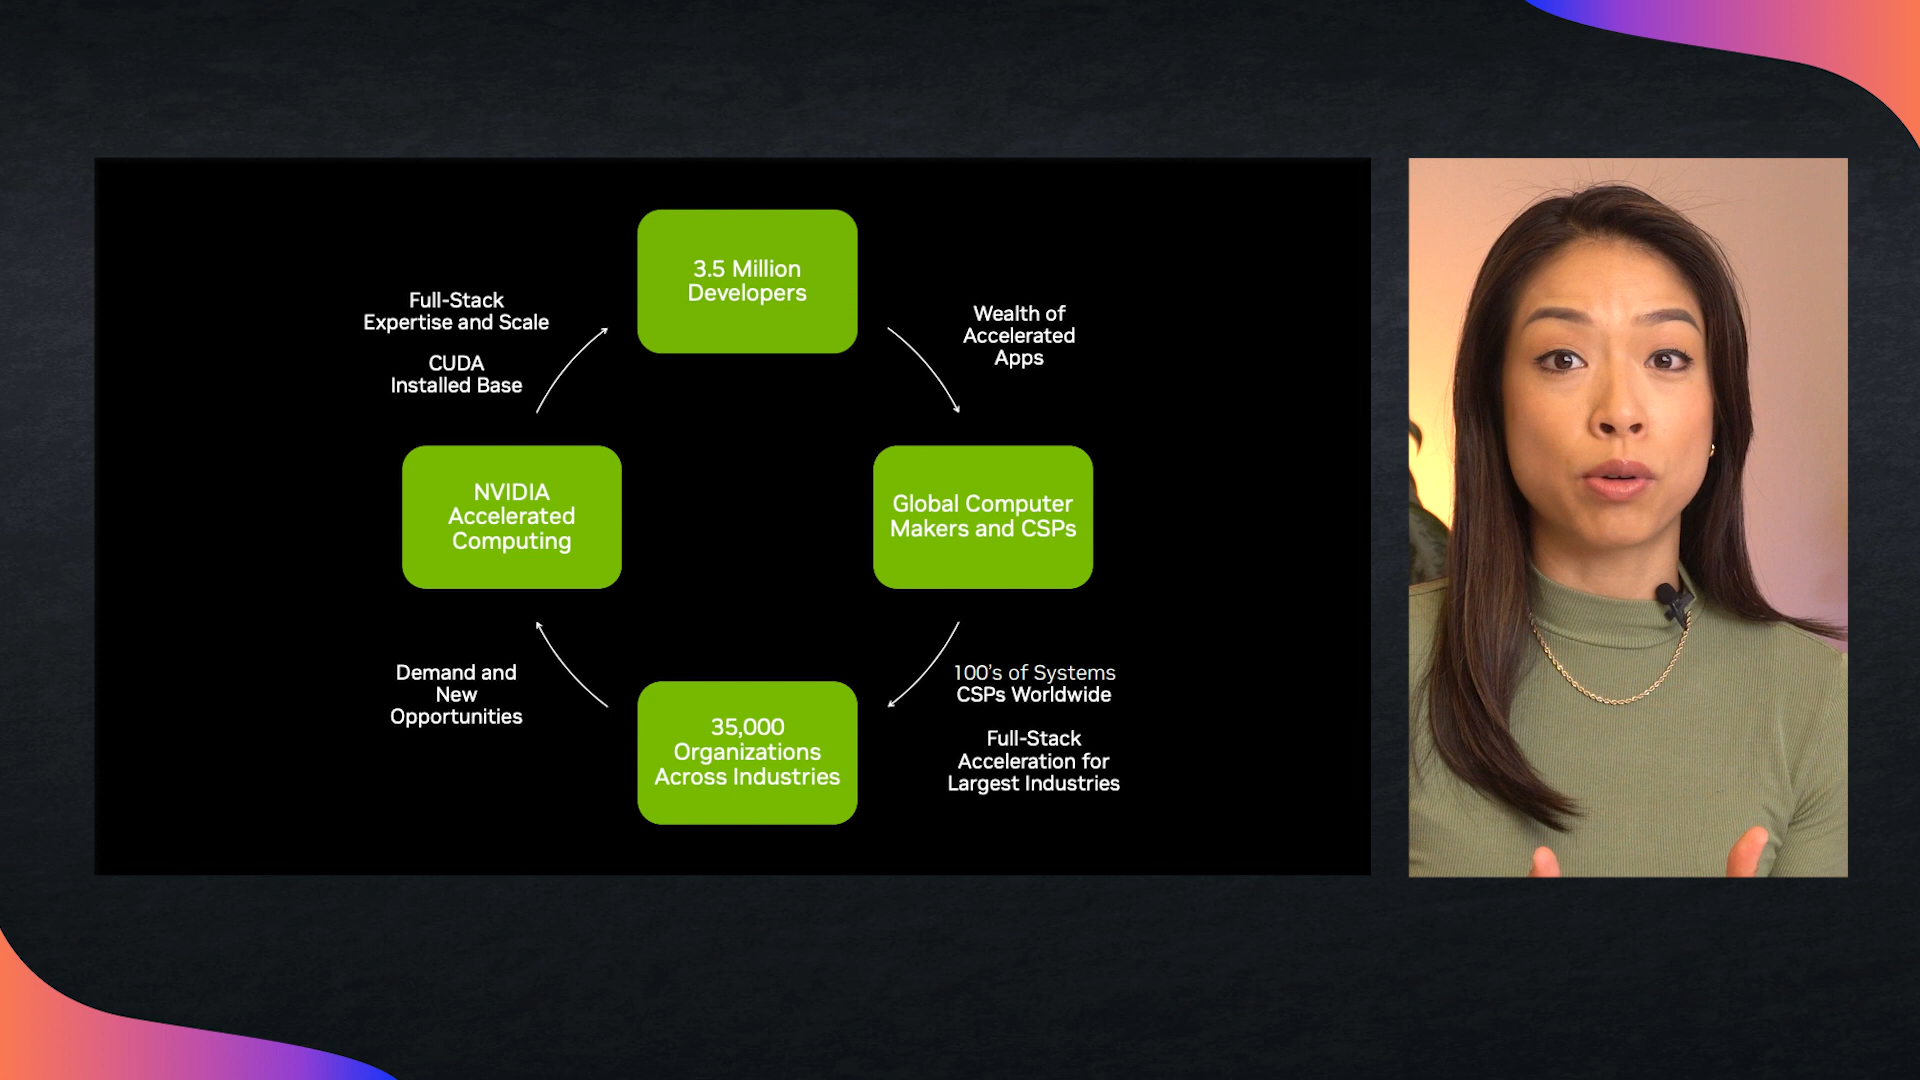 3.5 Million
Developers
Full-Stack
Expertise and Scale
CUDA
Installed Base
Wealth of
Accelerated
Apps
NVIDIA
Accelerated
Computing
Global Computer
Makers and CSPs
Demand and
New
Opportunities
35,000
Organizations
Across Industries
100's of Systems
CSPs Worldwide
Full-Stack
Acceleration for
Largest Industries